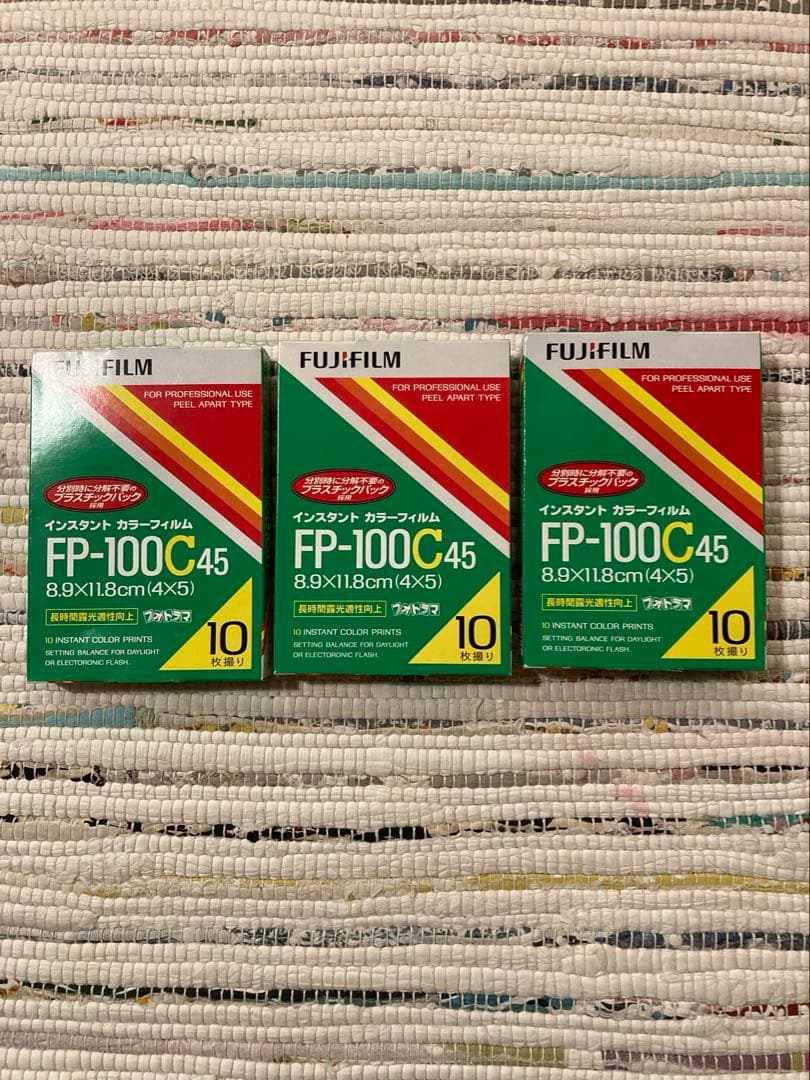 FUJIFILM
FOR PROFESSIONAL USE
PEEL APART TYPE
分別時に分解不要の
プラスチックパック
採用
インスタント カラーフィルム
FP-100C45
8.9×11.8cm(4×5)
長時間露光適性向上 フォトラマ
10 INSTANT COLOR PRINTS
SETTING BALANCE FOR DAYLIGHT
OR ELECTORONIC FLASH.
10
枚撮り
FUJIFILM
FOR PROFESSIONAL USE
PEEL APART TYPE
分別時に分解不要の
プラスチックパック
採用
インスタント カラーフィルム
FP-100C45
8.9×11.8cm(4×5)
長時間露光適性向上 フォトラマ
10 INSTANT COLOR PRINTS
SETTING BALANCE FOR DAYLIGHT
OR ELECTORONIC FLASH.
10
枚撮り
FUJIFILM
FOR PROFESSIONAL USE
PEEL APART TYPE
分別時に分解不要の
プラスチックパック
採用
インスタント カラーフィルム
FP-100C45
8.9×11.8cm(4×5)
長時間露光適性向上 フォトラマ
10 INSTANT COLOR PRINTS
SETTING BALANCE FOR DAYLIGHT
OR ELECTORONIC FLASH.
10
枚撮り